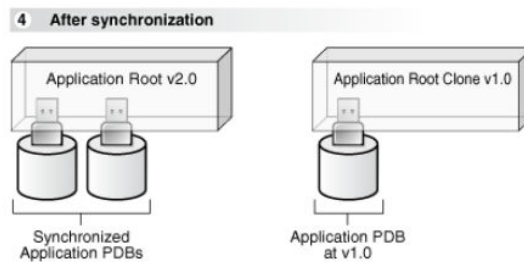 4 After synchronization
Application Root v2.0
Application Root Clone v1.0
Synchronized
Application PDBs
Application PDB
at v1.0